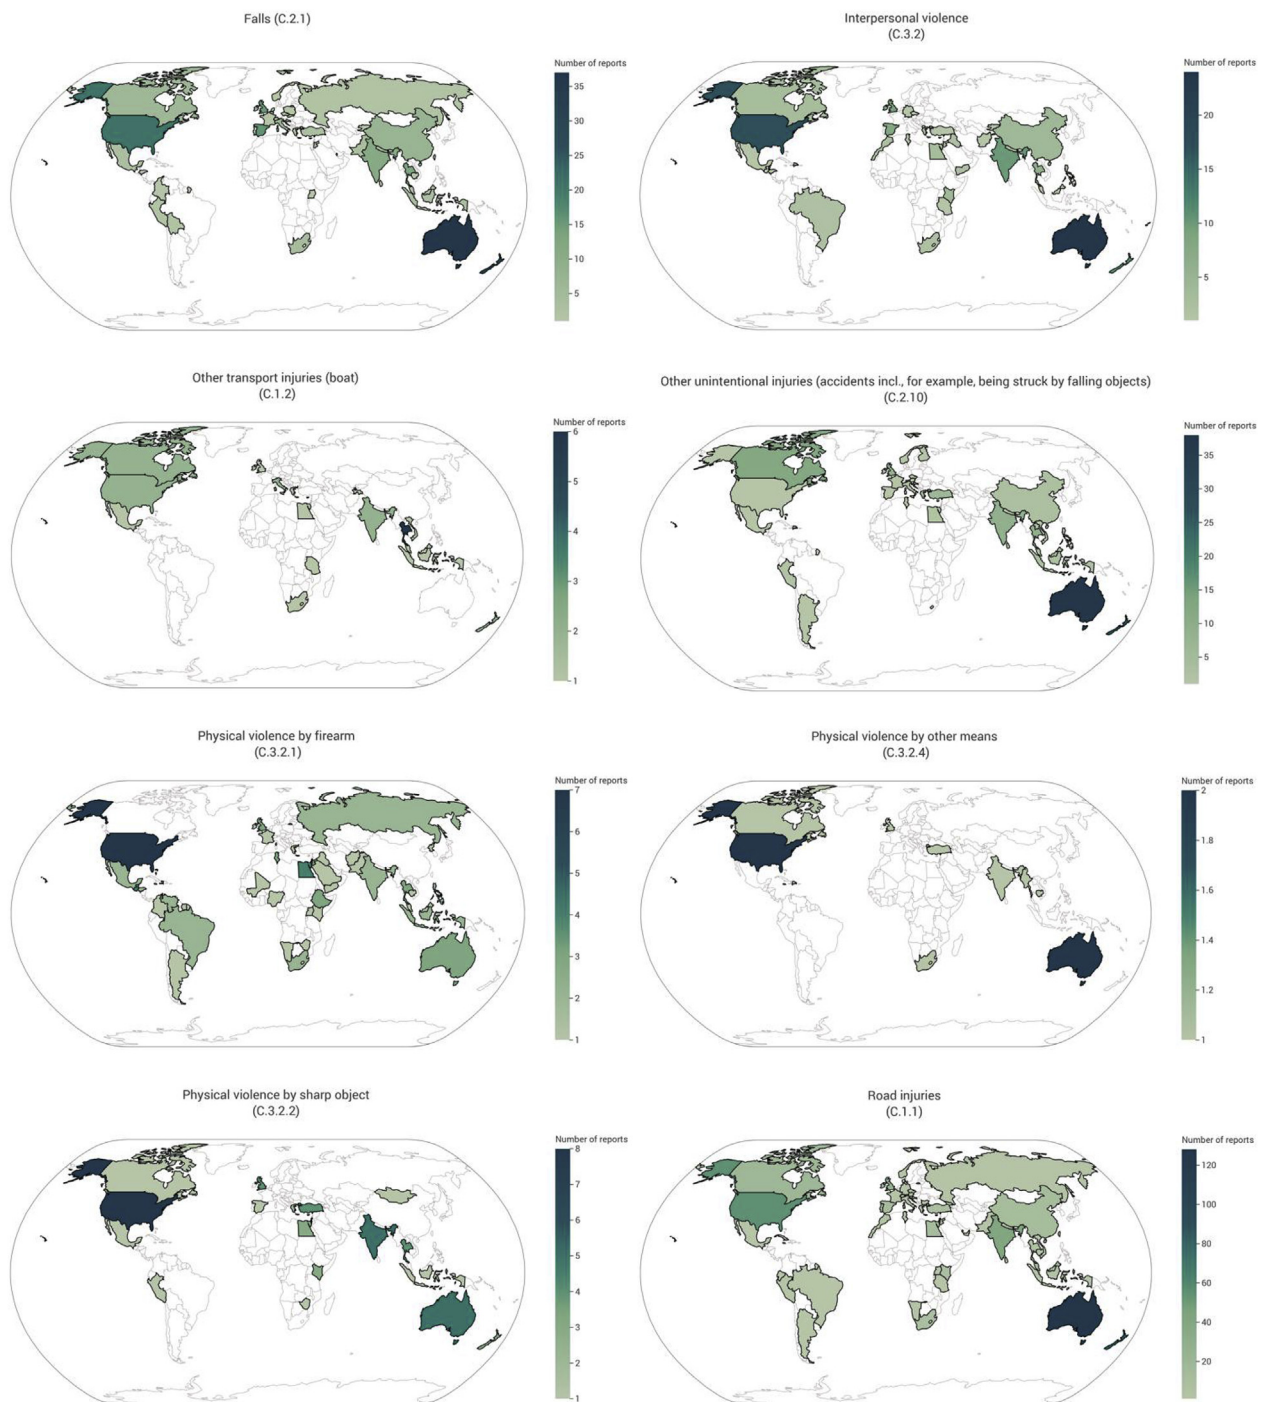 Falls (C.2.1)
Number of reports
35
30
25
20
15
10
5
Interpersonal violence
(C.3.2)
Number of reports
20
15
10
5
Other transport injuries (boat)
(C.1.2)
Number of reports
6
5
4
3
2
1
Other unintentional injuries (accidents incl., for example, being struck by falling objects)
(C.2.10)
Number of reports
35
30
25
20
15
10
5
Physical violence by firearm
(C.3.2.1)
Number of reports
7
6
5
4
3
2
1
Physical violence by other means
(C.3.2.4)
Number of reports
2
1.8
1.6
1.4
1.2
1
Physical violence by sharp object
(C.3.2.2)
Number of reports
8
7
6
5
4
3
2
1
Road injuries
(C.1.1)
Number of reports
120
100
80
60
40
20